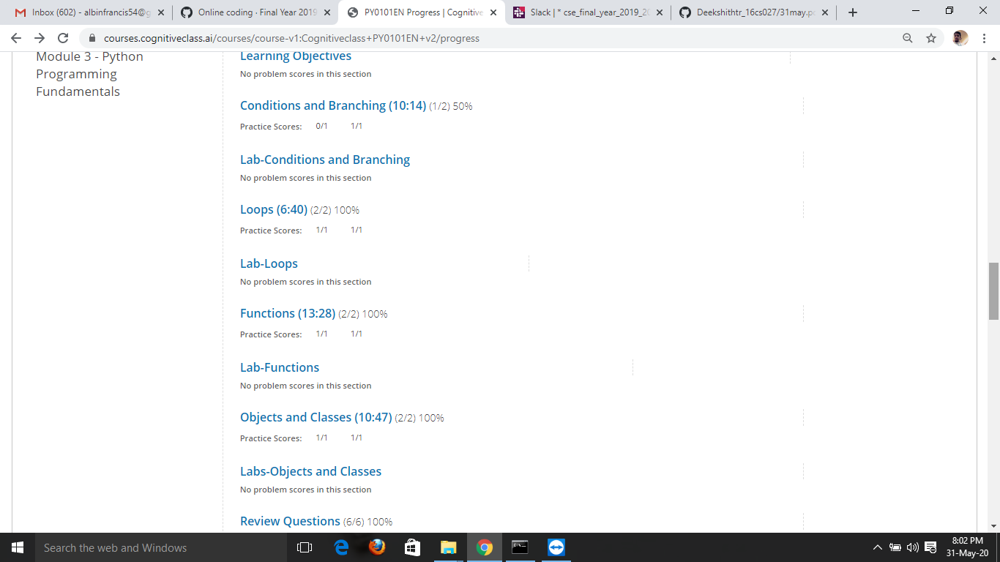 Inbox (602) - albinfrancis54@g
Online coding · Final Year 2019
PY0101EN Progress | Cognitive
Slack | * cse_final_year_2019_20
Deekshithtr_16cs027/31may.po
courses.cognitiveclass.ai/courses/course-v1:Cognitiveclass+PY0101EN+v2/progress
Module 3 - Python
Programming
Fundamentals
Learning Objectives
No problem scores in this section
Conditions and Branching (10:14) (1/2) 50%
Practice Scores: 0/1 1/1
Lab-Conditions and Branching
No problem scores in this section
Loops (6:40) (2/2) 100%
Practice Scores: 1/1 1/1
Lab-Loops
No problem scores in this section
Functions (13:28) (2/2) 100%
Practice Scores: 1/1 1/1
Lab-Functions
No problem scores in this section
Objects and Classes (10:47) (2/2) 100%
Practice Scores: 1/1 1/1
Labs-Objects and Classes
No problem scores in this section
Review Questions (6/6) 100%
Search the web and Windows
8:02 PM
31-May-20